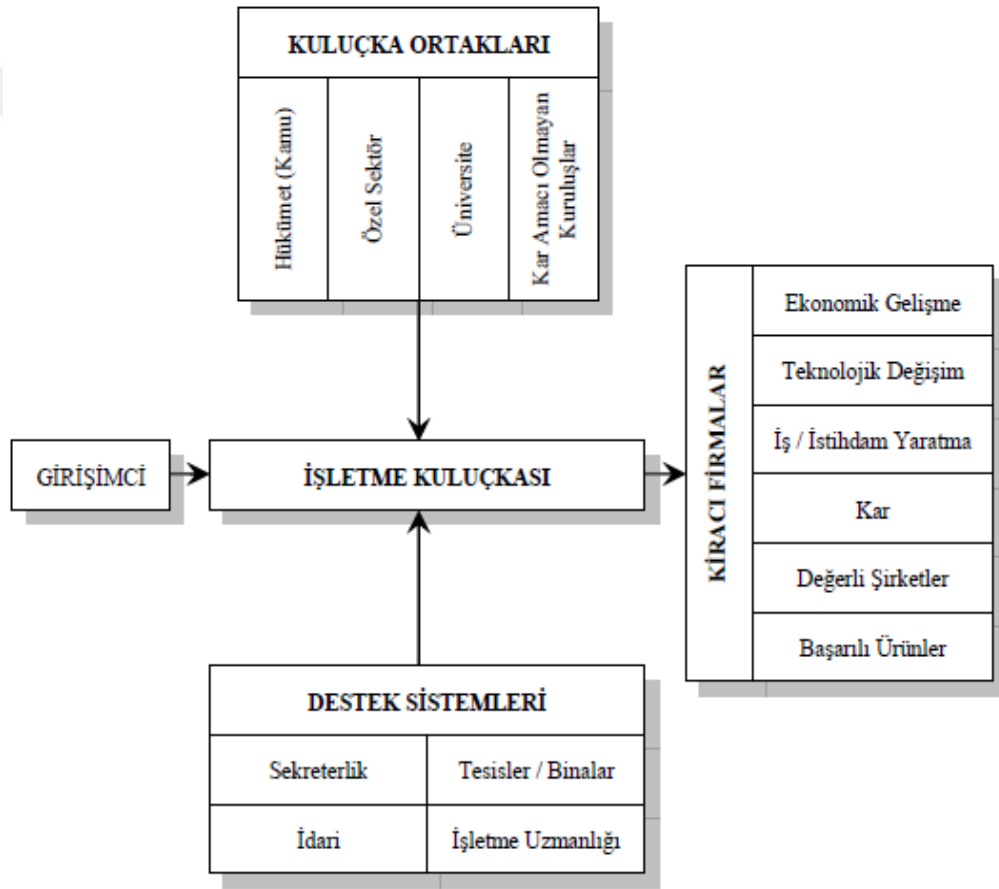 KULUÇKA ORTAKLARI
Hükümet (Kamu)
Özel Sektör
Üniversite
Kar Amacı Olmayan
Kuruluşlar
GİRİŞİMCİ
İŞLETME KULUÇKASI
KİRACI FİRMALAR
Ekonomik Gelişme
Teknolojik Değişim
İş / İstihdam Yaratma
Kar
Değerli Şirketler
Başarılı Ürünler
DESTEK SİSTEMLERİ
Sekreterlik
Tesisler / Binalar
İdari
İşletme Uzmanlığı